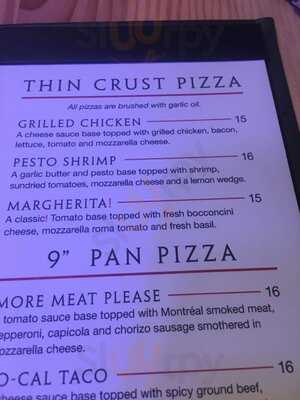 THIN CRUST PIZZA
All pizzas are brushed with garlic oil.
GRILLED CHICKEN 15
A cheese sauce base topped with grilled chicken, bacon,
lettuce, tomato and mozzarella cheese.
PESTO SHRIMP 16
A garlic butter and pesto base topped with shrimp,
sundried tomatoes, mozzarella cheese and a lemon wedge.
MARGHERITA! 15
A classic! Tomato base topped with fresh bocconcini
cheese, mozzarella roma tomato and fresh basil.
9" PAN PIZZA
MORE MEAT PLEASE 16
tomato sauce base topped with Montréal smoked meat,
epperoni, capicola and chorizo sausage smothered in
ozzarella cheese.
O-CAL TACO 16
cheese sauce base topped with spicy ground beef,